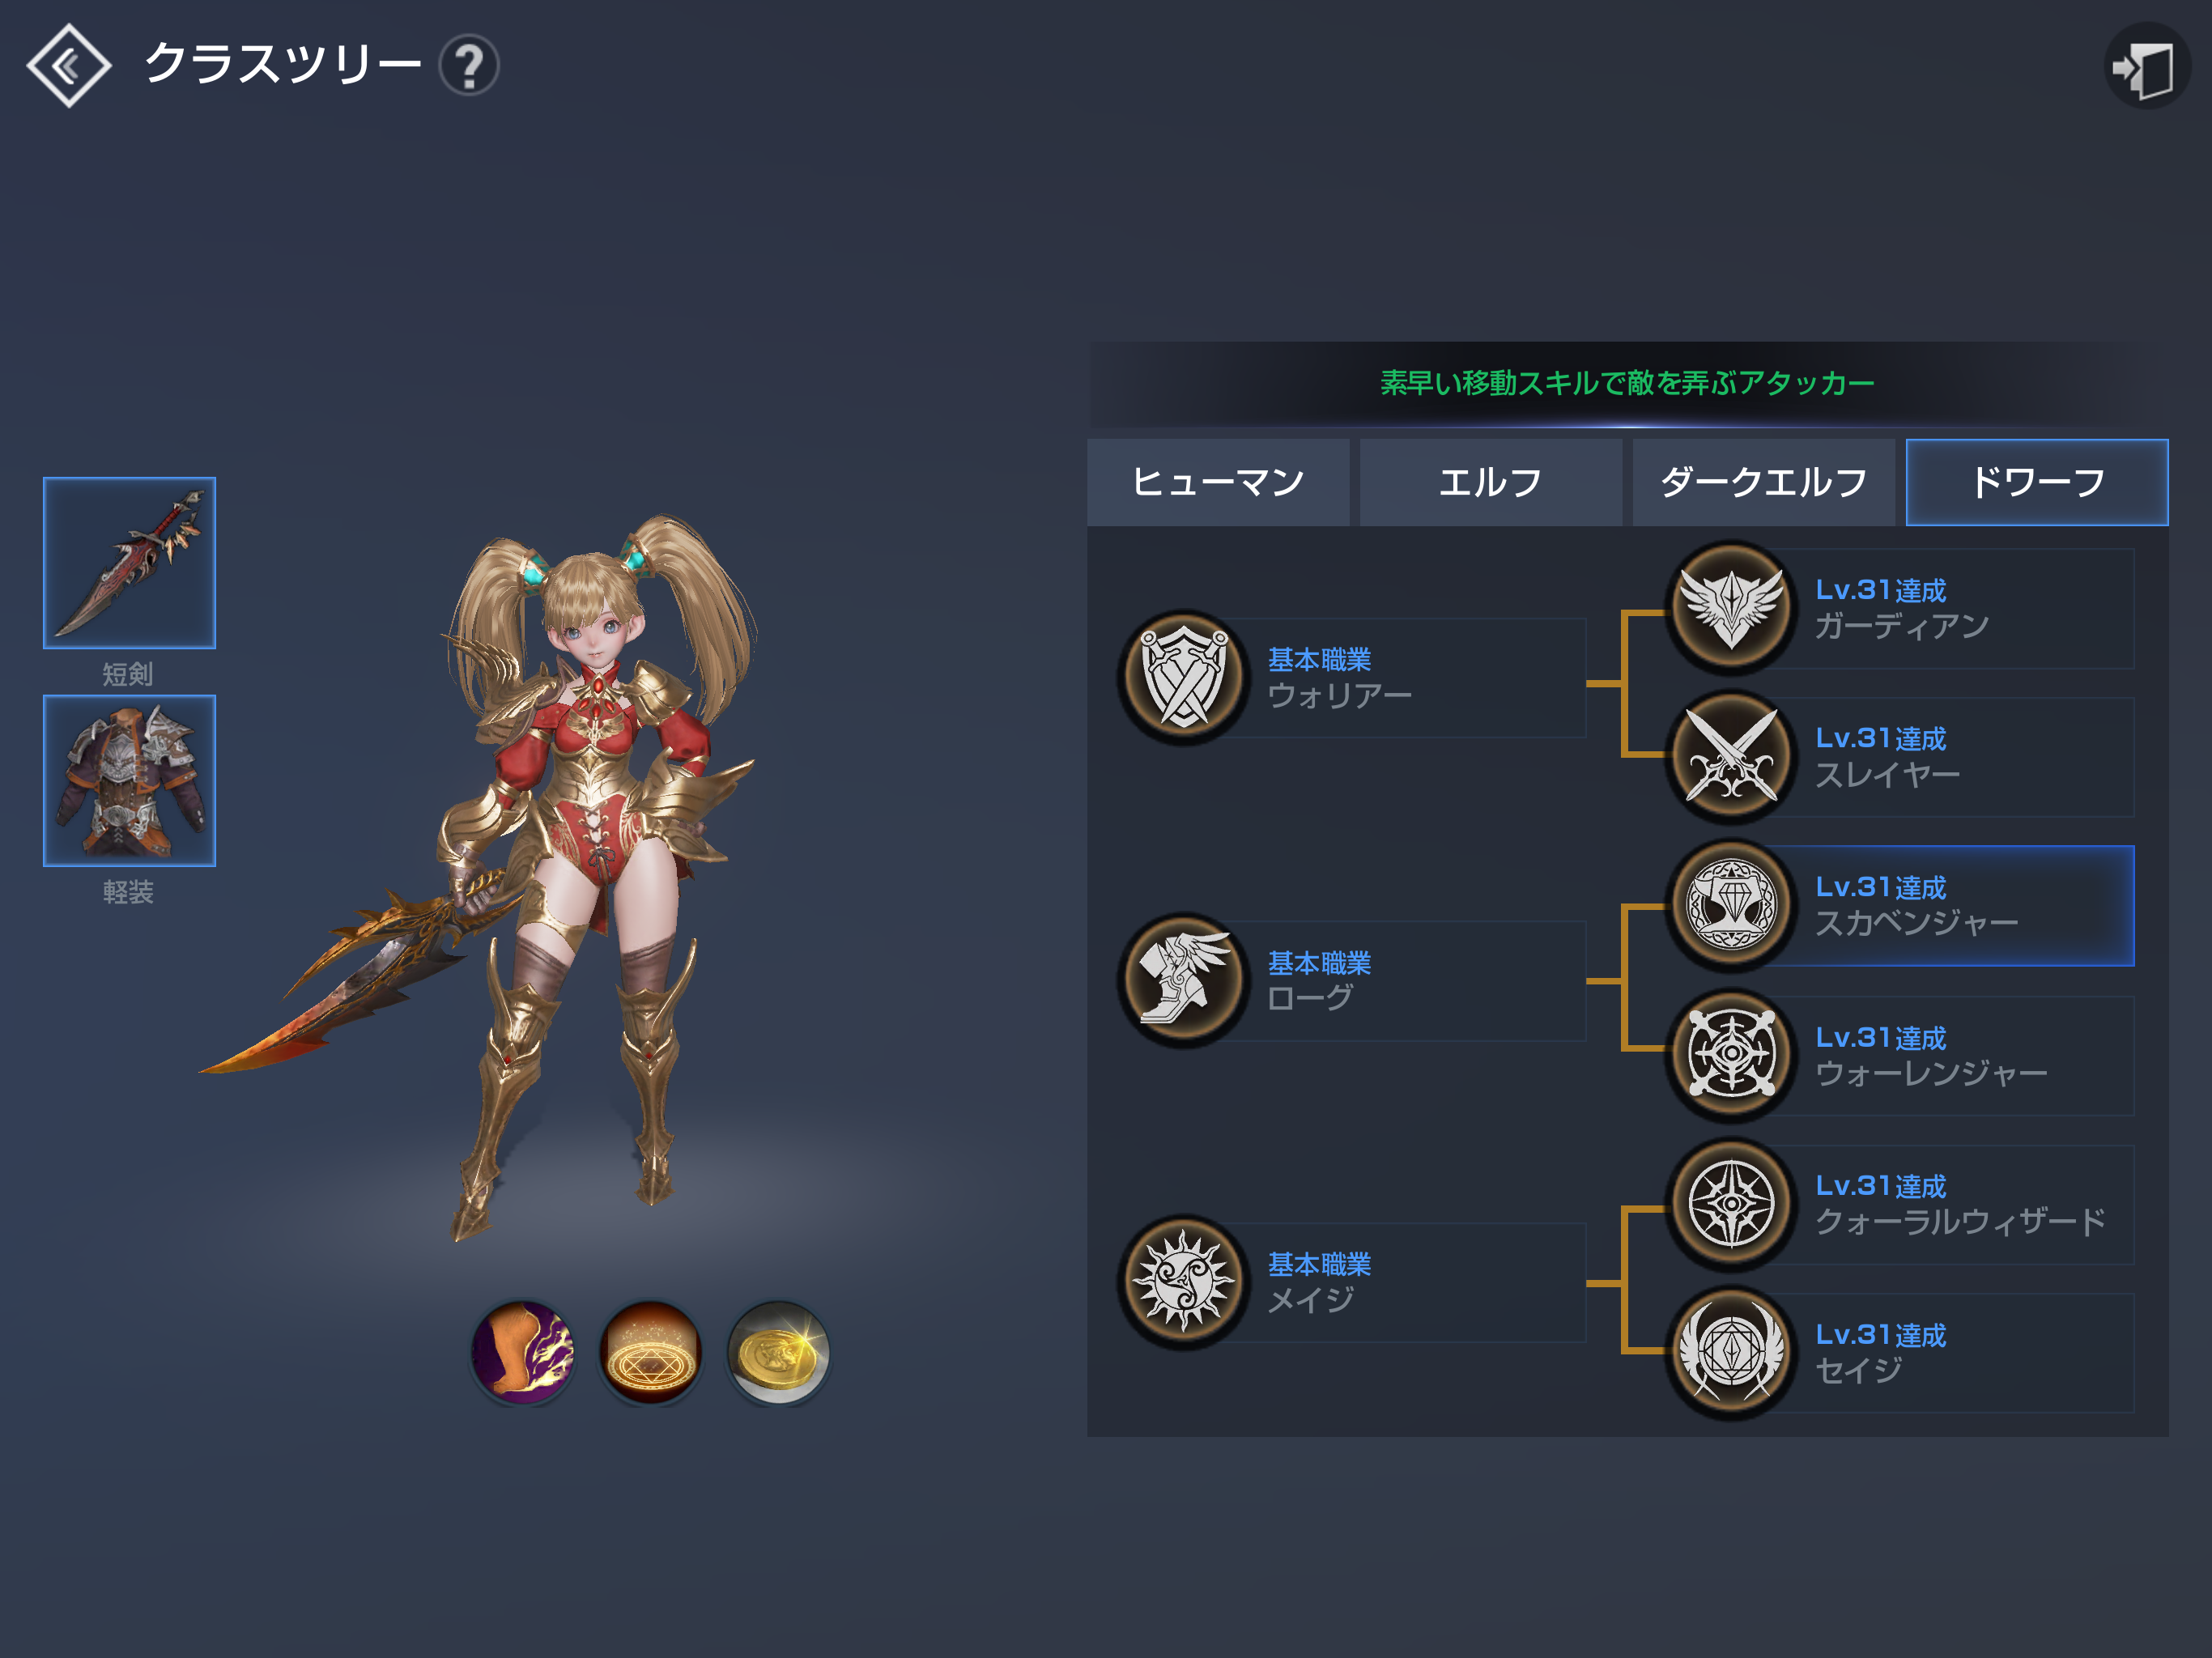 クラスツリー ?
素早い移動スキルで敵を弄ぶアタッカー
ヒューマン
エルフ
ダークエルフ
ドワーフ
短剣
軽装
基本職業
ウォリアー
Lv.31達成
ガーディアン
Lv.31達成
スレイヤー
基本職業
ローグ
Lv.31達成
スカベンジャー
Lv.31達成
ウォーレンジャー
基本職業
メイジ
Lv.31達成
クォーラルウィザード
Lv.31達成
セイジ